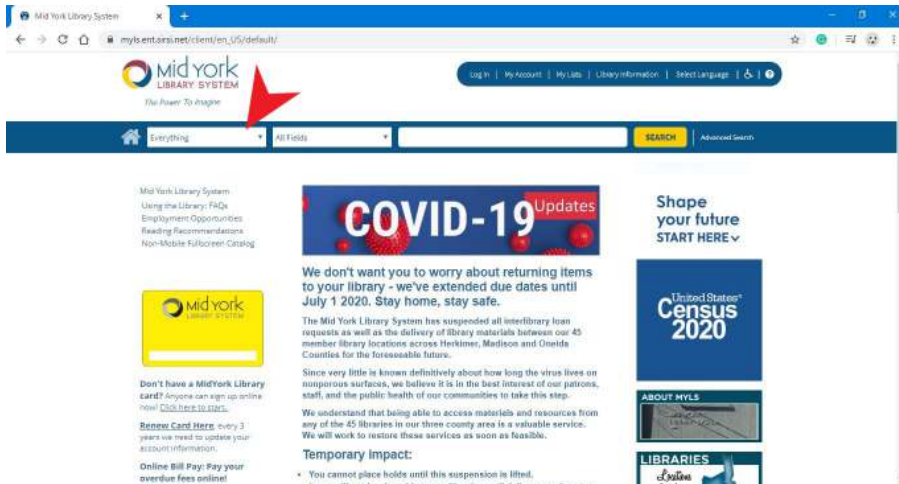 Mid York Library System
myls.ent.sirsi.net/client/en_US/default/
Mid York
LIBRARY SYSTEM
The Power To Imagine
Log In | My Account | My Lists | Library Information | Select Language
Everything
All Fields
SEARCH
Advanced Search
Mid York Library System
Using the Library: FAQs
Employment Opportunities
Reading Recommendations
Non-Mobile Fullscreen Catalog
Mid York
LIBRARY SYSTEM
Don't have a MidYork Library
card? Anyone can sign up online
now! Click here to start.
Renew Card Here every 3
years we need to update your
account information.
Online Bill Pay: Pay your
overdue fees online!
COVID-19 Updates
We don't want you to worry about returning items
to your library - we've extended due dates until
July 1 2020. Stay home, stay safe.
The Mid York Library System has suspended all interlibrary loan
requests as well as the delivery of library materials between our 45
member library locations across Herkimer, Madison and Oneida
Counties for the foreseeable future.
Since very little is known definitively about how long the virus lives on
nonporous surfaces, we believe it is in the best interest of our patrons,
staff, and the public health of our communities to take this step.
We understand that being able to access materials and resources from
any of the 45 libraries in our three county area is a valuable service.
We will work to restore these services as soon as feasible.
Temporary Impact:
• You cannot place holds until this suspension is lifted.
Shape
your future
START HERE
United States®
Census
2020
ABOUT MYLS
LIBRARIES
Locations